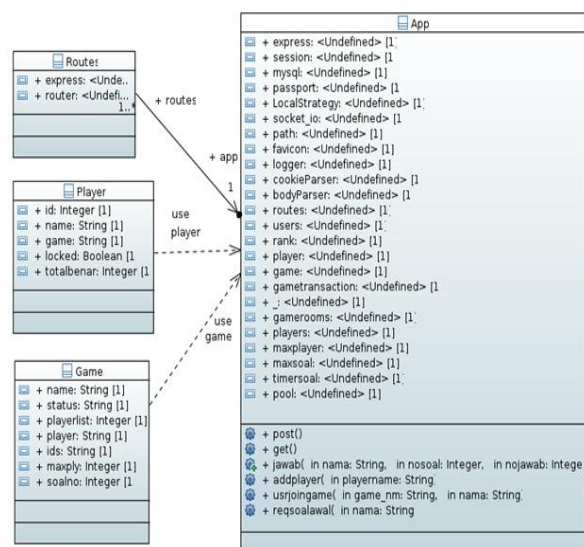 Routes
+ express: <Unde..
+ router: <Undefi...
1..*
+ routes
+ app
1
Player
+ id: Integer [1]
+ name: String [1]
+ game: String [1]
+ locked: Boolean [1
+ totalbenar: Integer [1
use
player
Game
+ name: String [1]
+ status: String [1]
+ playerlist: Integer [1]
+ player: String [1]
+ ids: String [1]
+ maxply: Integer [1]
+ soalno: Integer [1
use
game
App
+ express: <Undefined> [1]
+ session: <Undefined> [1
+ mysql: <Undefined> [1]
+ passport: <Undefined> [1
+ LocalStrategy: <Undefined> [1]
+ socket_io: <Undefined> [1
+ path: <Undefined> [1]
+ favicon: <Undefined> [1]
+ logger: <Undefined> [1]
+ cookieParser: <Undefined> [1]
+ bodyParser: <Undefined> [1]
+ routes: <Undefined> [1]
+ users: <Undefined> [1]
+ rank: <Undefined> [1]
+ player: <Undefined> [1]
+ game: <Undefined> [1]
+ gametransaction: <Undefined> [1
+ _: <Undefined> [1]
+ gamerooms: <Undefined> [1]
+ players: <Undefined> [1]
+ maxplayer: <Undefined> [1]
+ maxsoal: <Undefined> [1]
+ timersoal: <Undefined> [1]
+ pool: <Undefined> [1]
+ post()
+ get()
+ jawab( in nama: String, in nosoal: Integer, in nojawab: Intege
+ addplayer( in playername: String)
+ usrjoingame( in game_nm: String, in nama: String)
+ reqsoalawal( in nama: String